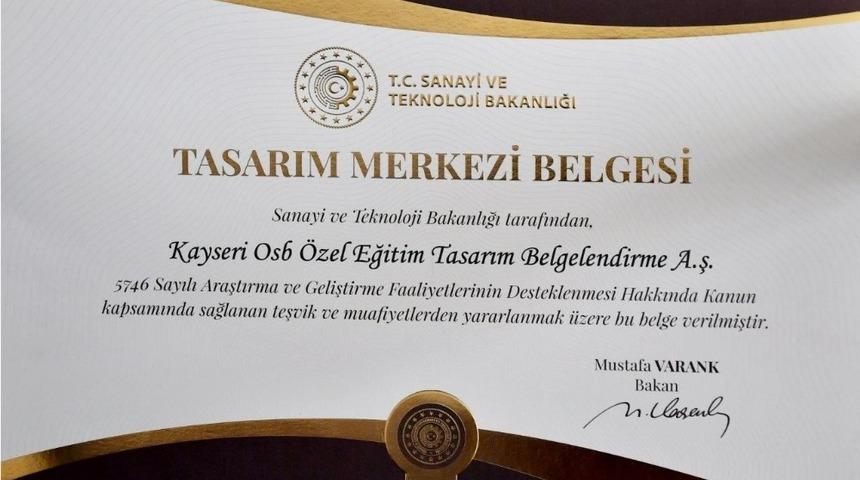 T.C. SANAYİ VE
TEKNOLOJİ BAKANLIĞI
TASARIM MERKEZİ BELGESİ
Sanayi ve Teknoloji Bakanlığı tarafından,
Kayseri Osb Özel Eğitim Tasarım Belgelendirme A.ş.
5746 Sayılı Araştırma ve Geliştirme Faaliyetlerinin Desteklenmesi Hakkında Kanun
kapsamında sağlanan teşvik ve muafiyetlerden yararlanmak üzere bu belge verilmiştir.
Mustafa VARANK
Bakan